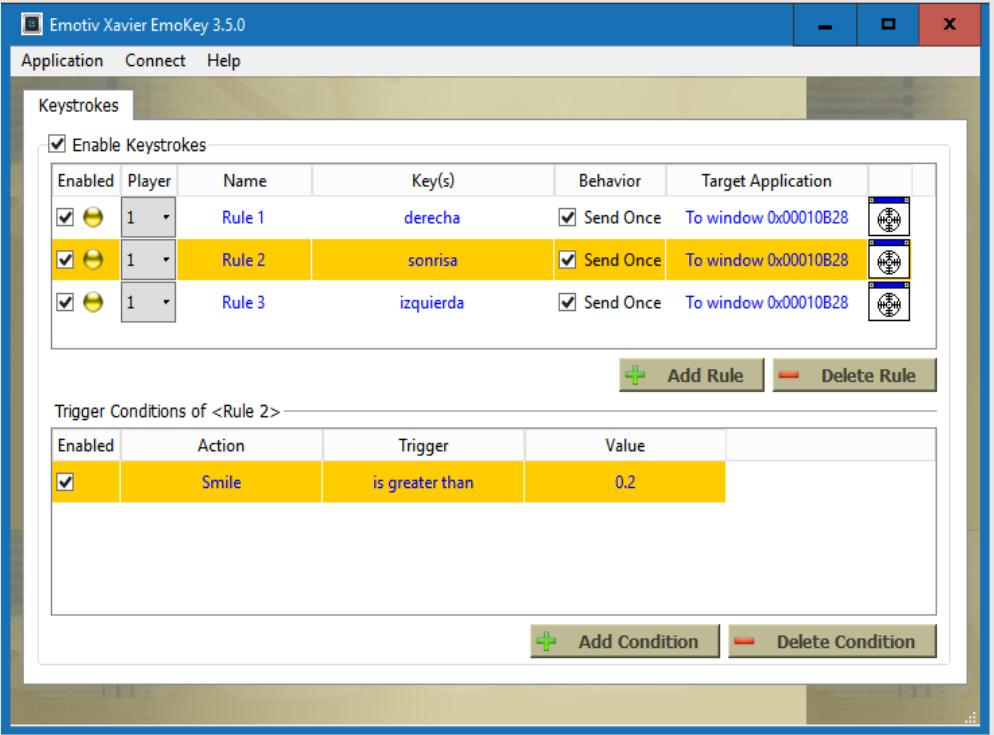 Emotiv Xavier EmoKey 3.5.0
Application Connect Help
Keystrokes
Enable Keystrokes
Enabled Player Name Key(s) Behavior Target Application
1 Rule 1 derecha Send Once To window 0x00010B28
1 Rule 2 sonrisa Send Once To window 0x00010B28
1 Rule 3 izquierda Send Once To window 0x00010B28
Add Rule Delete Rule
Trigger Conditions of <Rule 2>
Enabled Action Trigger Value
Smile is greater than 0.2
Add Condition Delete Condition